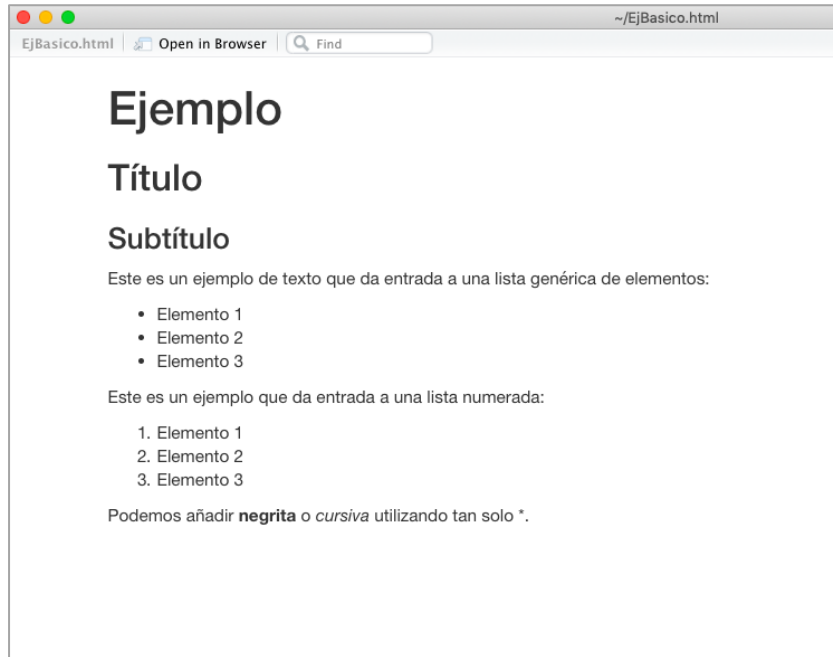 ~/EjBasico.html
EjBasico.html Open in Browser Find
Ejemplo
Título
Subtítulo
Este es un ejemplo de texto que da entrada a una lista genérica de elementos:
• Elemento 1
• Elemento 2
• Elemento 3
Este es un ejemplo que da entrada a una lista numerada:
1. Elemento 1
2. Elemento 2
3. Elemento 3
Podemos añadir negrita o cursiva utilizando tan solo *.